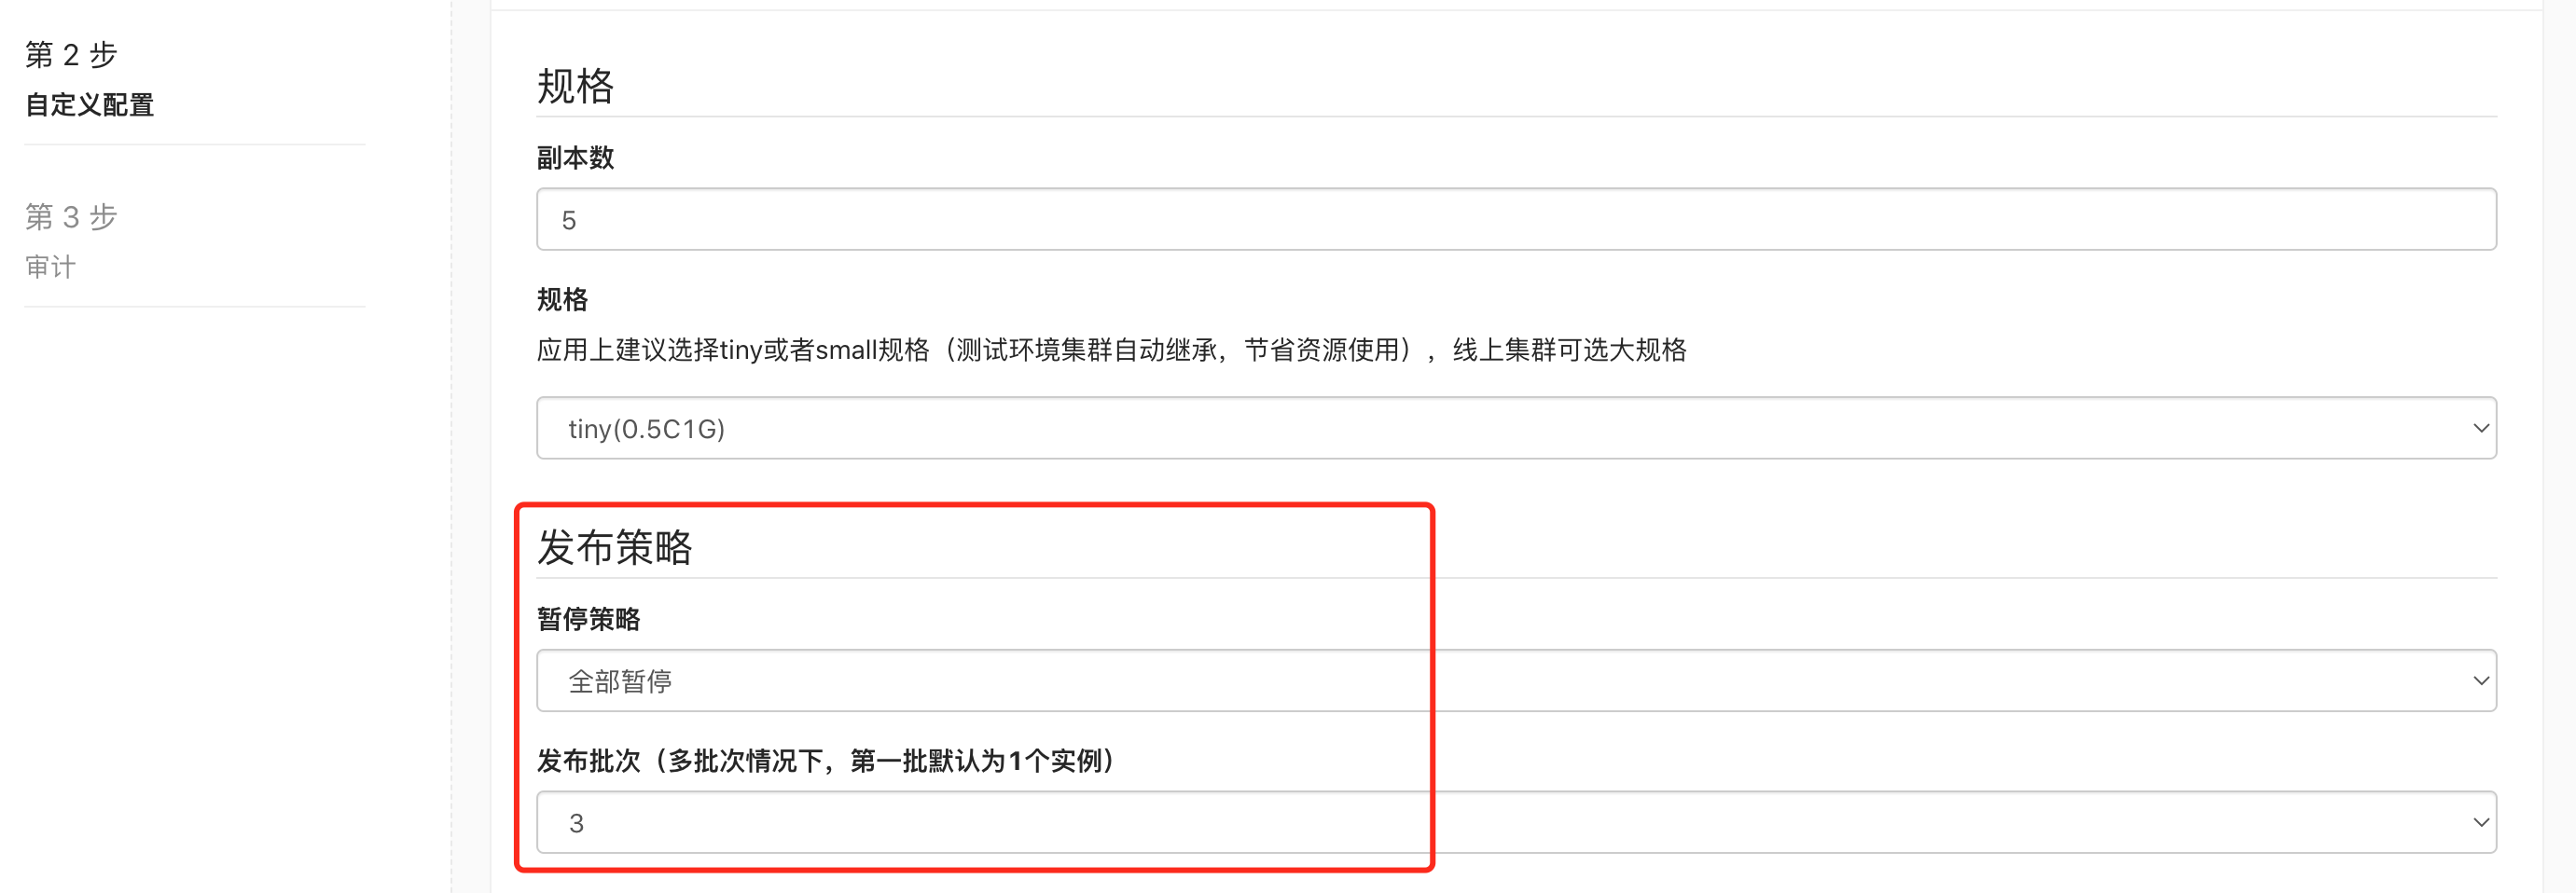 第 2 步
自定义配置
第 3 步
审计
规格
副本数
5
规格
应用上建议选择tiny或者small规格（测试环境集群自动继承，节省资源使用），线上集群可选大规格
tiny(0.5C1G)
发布策略
暂停策略
全部暂停
发布批次（多批次情况下，第一批默认为1个实例）
3